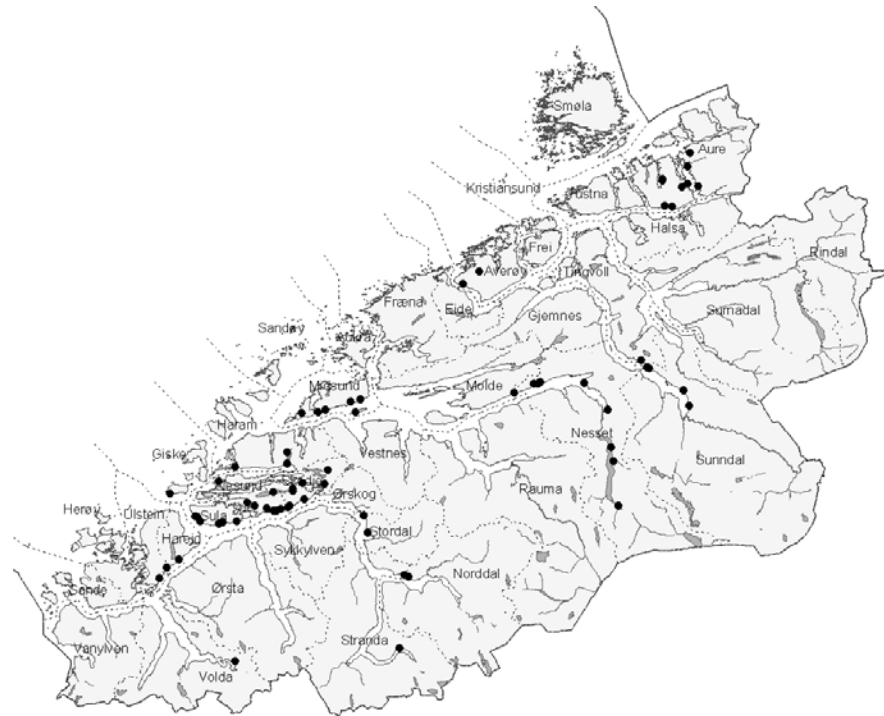 Smøla
Aure
Kristiansund
Tustna
Halsa
Frei
Rindal
Averøy
Tingvoll
Fræna
Eide
Surnadal
Gjemnes
Sandøy
Aukra
Midsund
Molde
Haram
Nesset
Giske
Vestnes
Sunndal
Ålesund
Skodje
Rauma
Ørskog
Herøy
Ulstein
Sula
Stordal
Hareid
Sykkylven
Norddal
Sande
Ørsta
Stranda
Vanylven
Volda